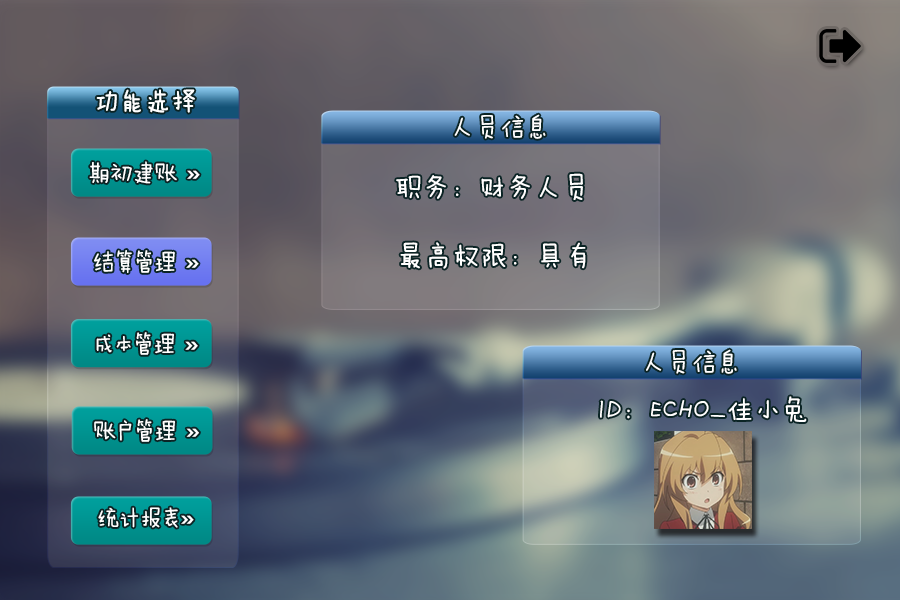 功能选择
期初建账 »
结算管理 »
成本管理 »
账户管理 »
统计报表»
人员信息
职务：财务人员
最高权限：具有
人员信息
ID：ECHO_佳小兔